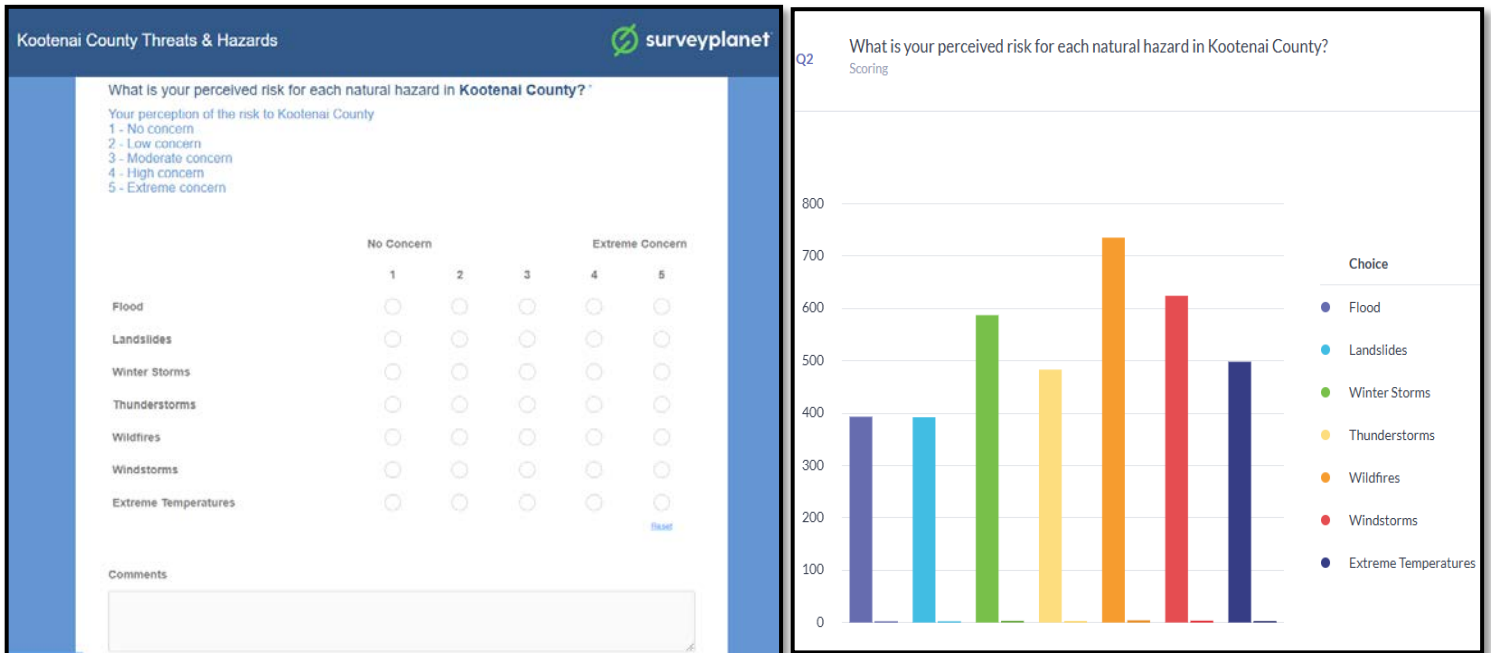 Kootenai County Threats & Hazards
surveyplanet
What is your perceived risk for each natural hazard in Kootenai County? *
Your perception of the risk to Kootenai County
1 - No concern
2 - Low concern
3 - Moderate concern
4 - High concern
5 - Extreme concern
No Concern Extreme Concern
1 2 3 4 5
Flood
Landslides
Winter Storms
Thunderstorms
Wildfires
Windstorms
Extreme Temperatures
Reset
Comments
Q2
What is your perceived risk for each natural hazard in Kootenai County?
Scoring
800
700
600
500
400
300
200
100
0
Choice
Flood
Landslides
Winter Storms
Thunderstorms
Wildfires
Windstorms
Extreme Temperatures